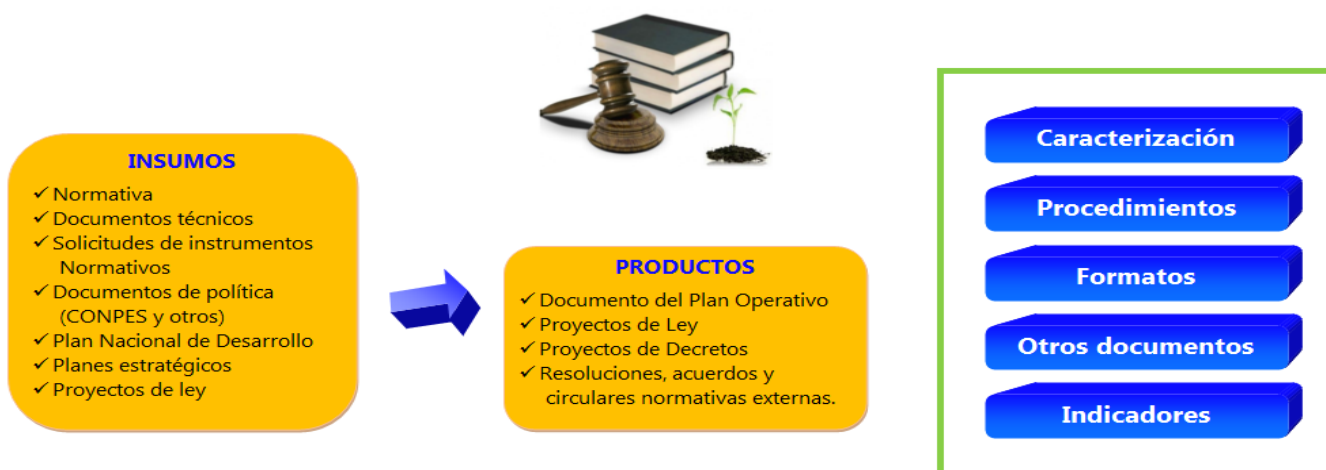 INSUMOS
✓ Normativa
✓ Documentos técnicos
✓ Solicitudes de instrumentos
Normativos
✓ Documentos de política
(CONPES y otros)
✓ Plan Nacional de Desarrollo
✓ Planes estratégicos
✓ Proyectos de ley
PRODUCTOS
✓ Documento del Plan Operativo
✓ Proyectos de Ley
✓ Proyectos de Decretos
✓ Resoluciones, acuerdos y
circulares normativas externas.
Caracterización
Procedimientos
Formatos
Otros documentos
Indicadores